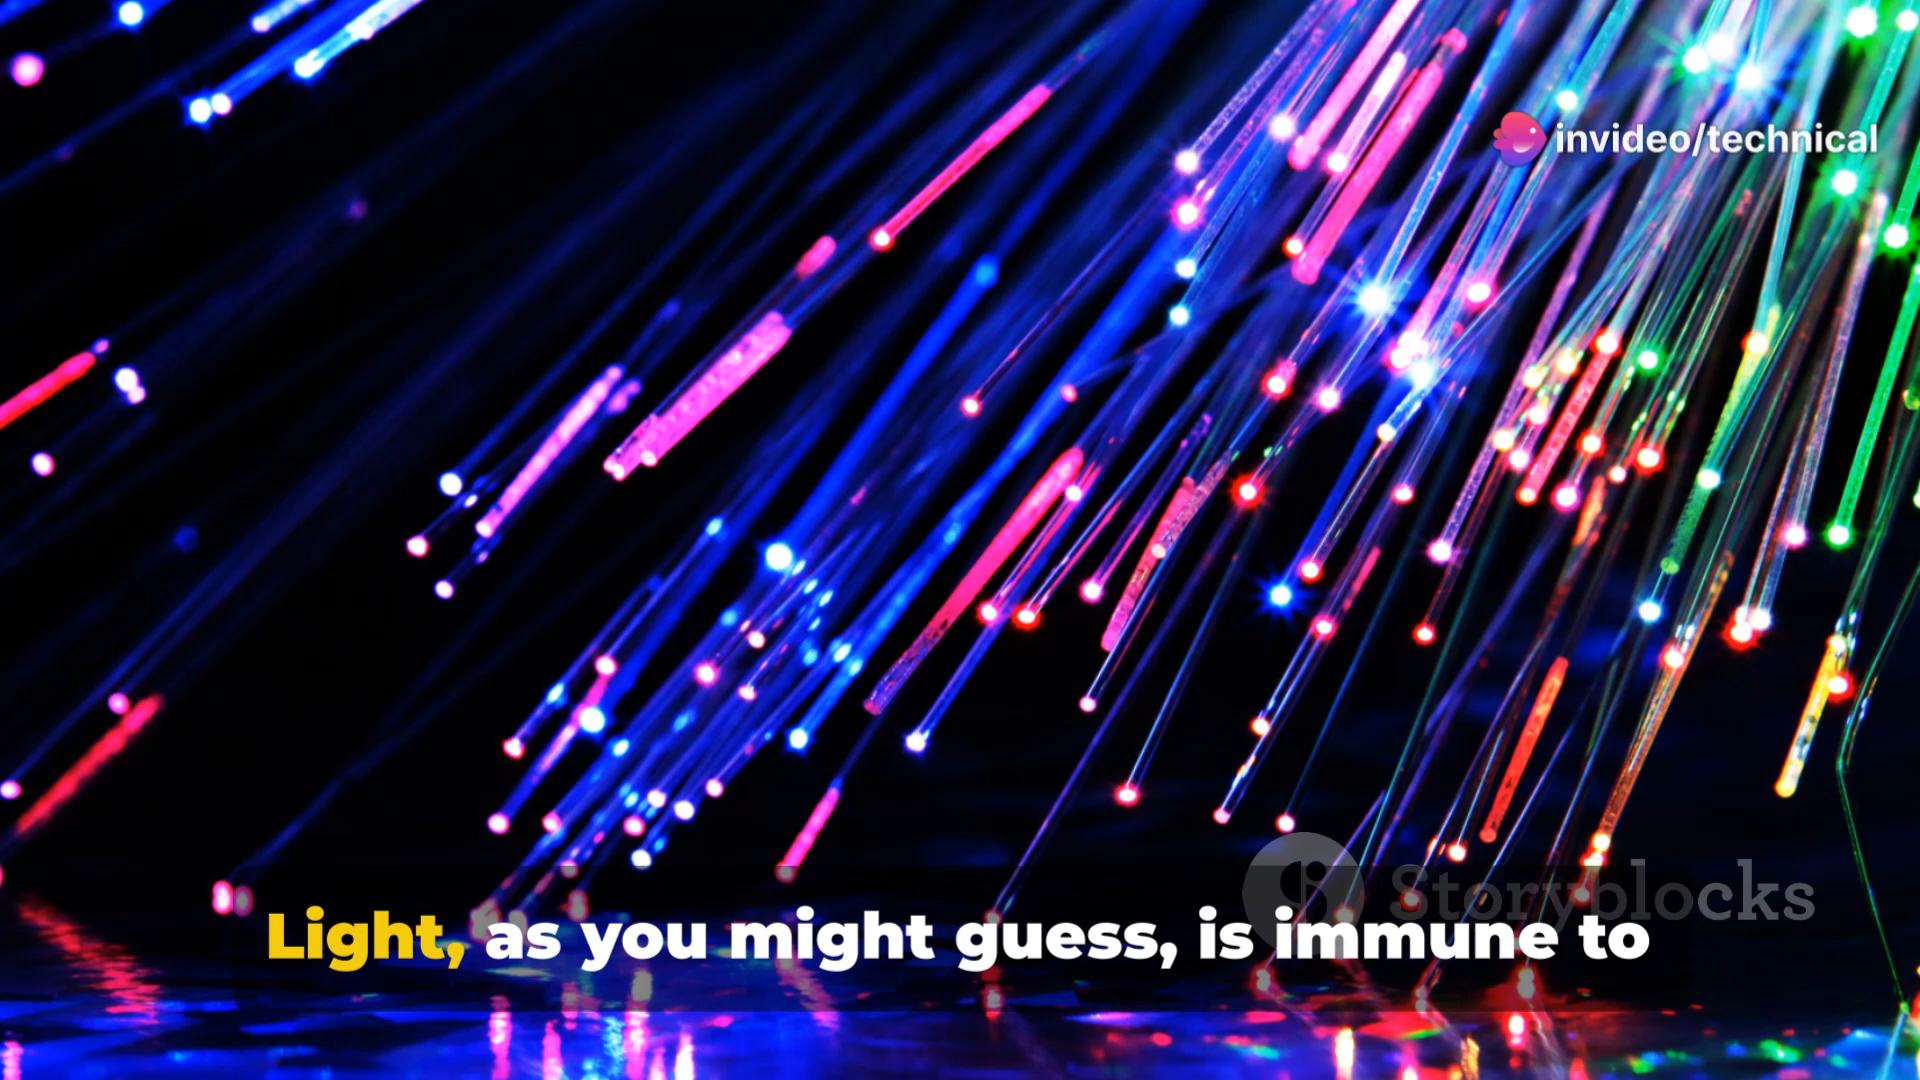 invideo/technical
Storyblocks
Light, as you might guess, is immune to